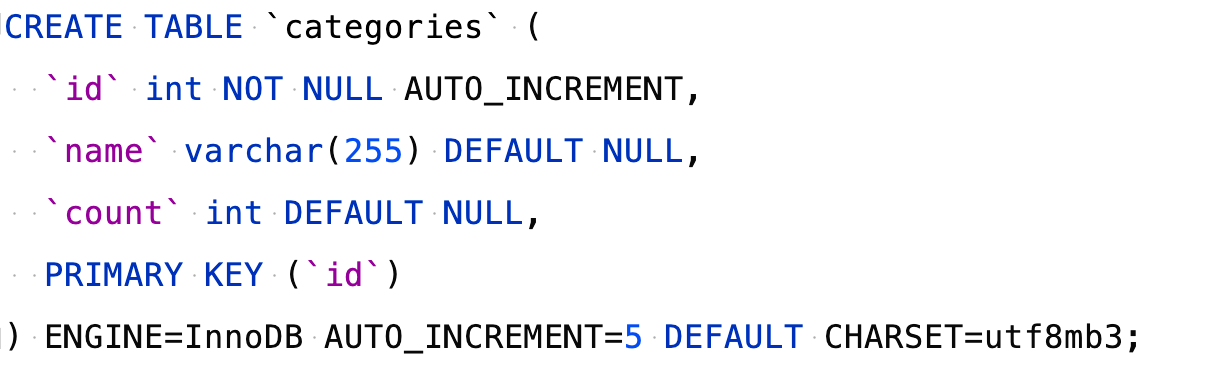 CREATE TABLE `categories` (
`id` int NOT NULL AUTO_INCREMENT,
`name` varchar(255) DEFAULT NULL,
`count` int DEFAULT NULL,
PRIMARY KEY (`id`)
) ENGINE=InnoDB AUTO_INCREMENT=5 DEFAULT CHARSET=utf8mb3;